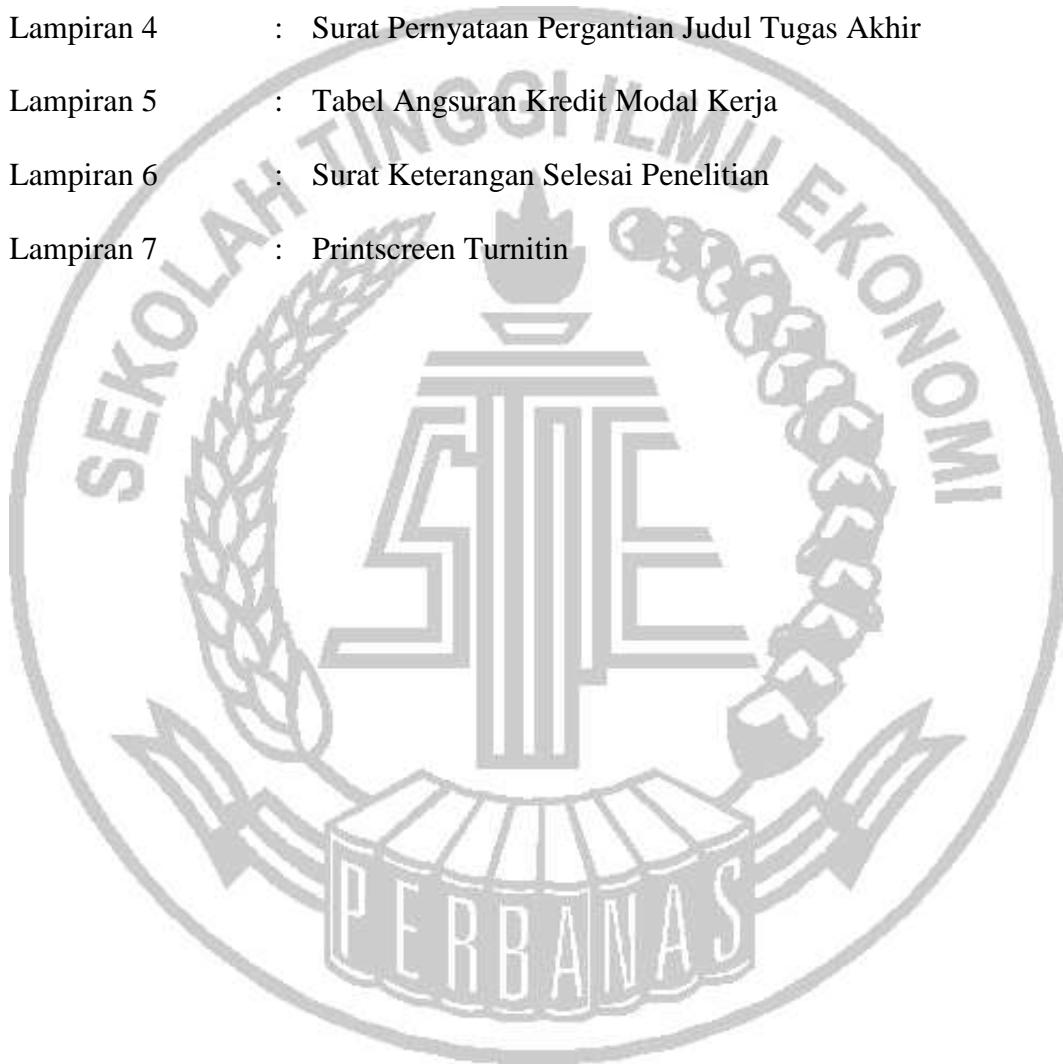 Lampiran 4 : Surat Pernyataan Pergantian Judul Tugas Akhir
Lampiran 5 : Tabel Angsuran Kredit Modal Kerja
Lampiran 6 : Surat Keterangan Selesai Penelitian
Lampiran 7 : Printscreen Turnitin
SEKOLAH TINGGI ILMU EKONOMI
STIE
PERBANAS